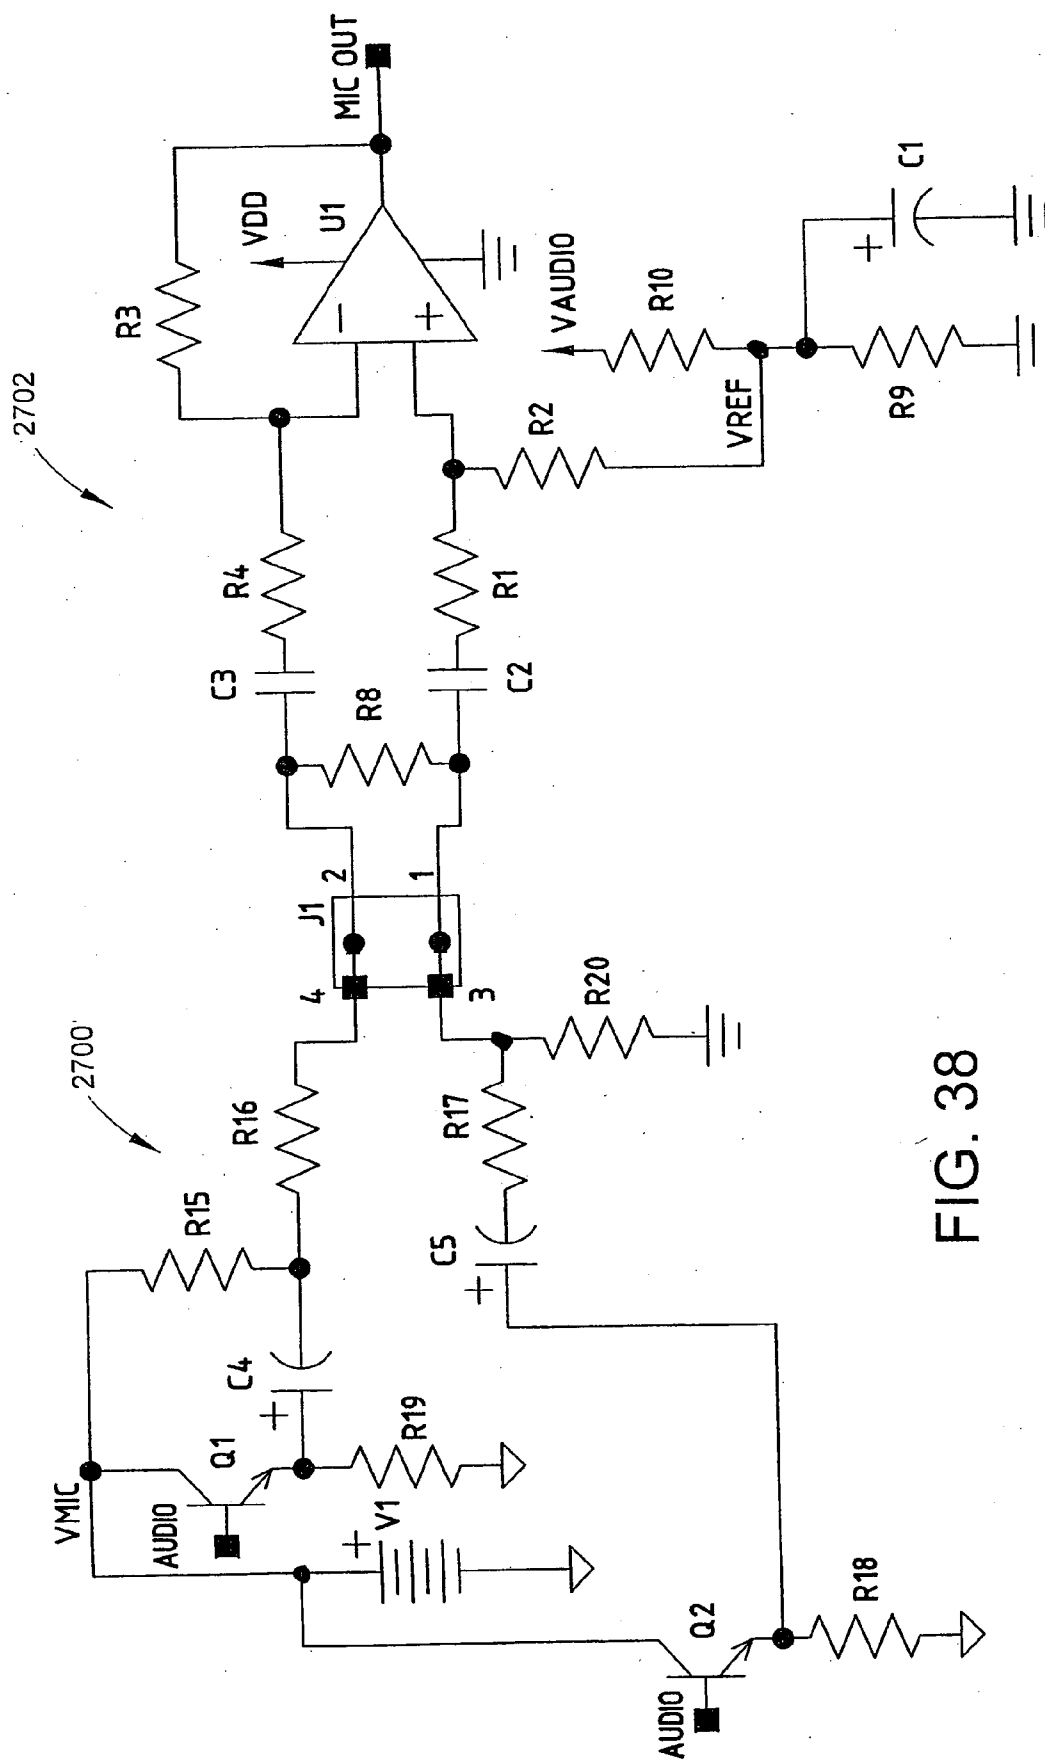 2700
2702
VMIC
AUDIO
Q1
C4
+
R15
R16
R19
V1
+
AUDIO
Q2
R18
C5
+
R17
R20
J1
4
2
3
1
C3
R8
C2
R4
R1
R3
R2
VDD
U1
−
+
MIC OUT
VAUDIO
R10
VREF
R9
C1
+
FIG. 38